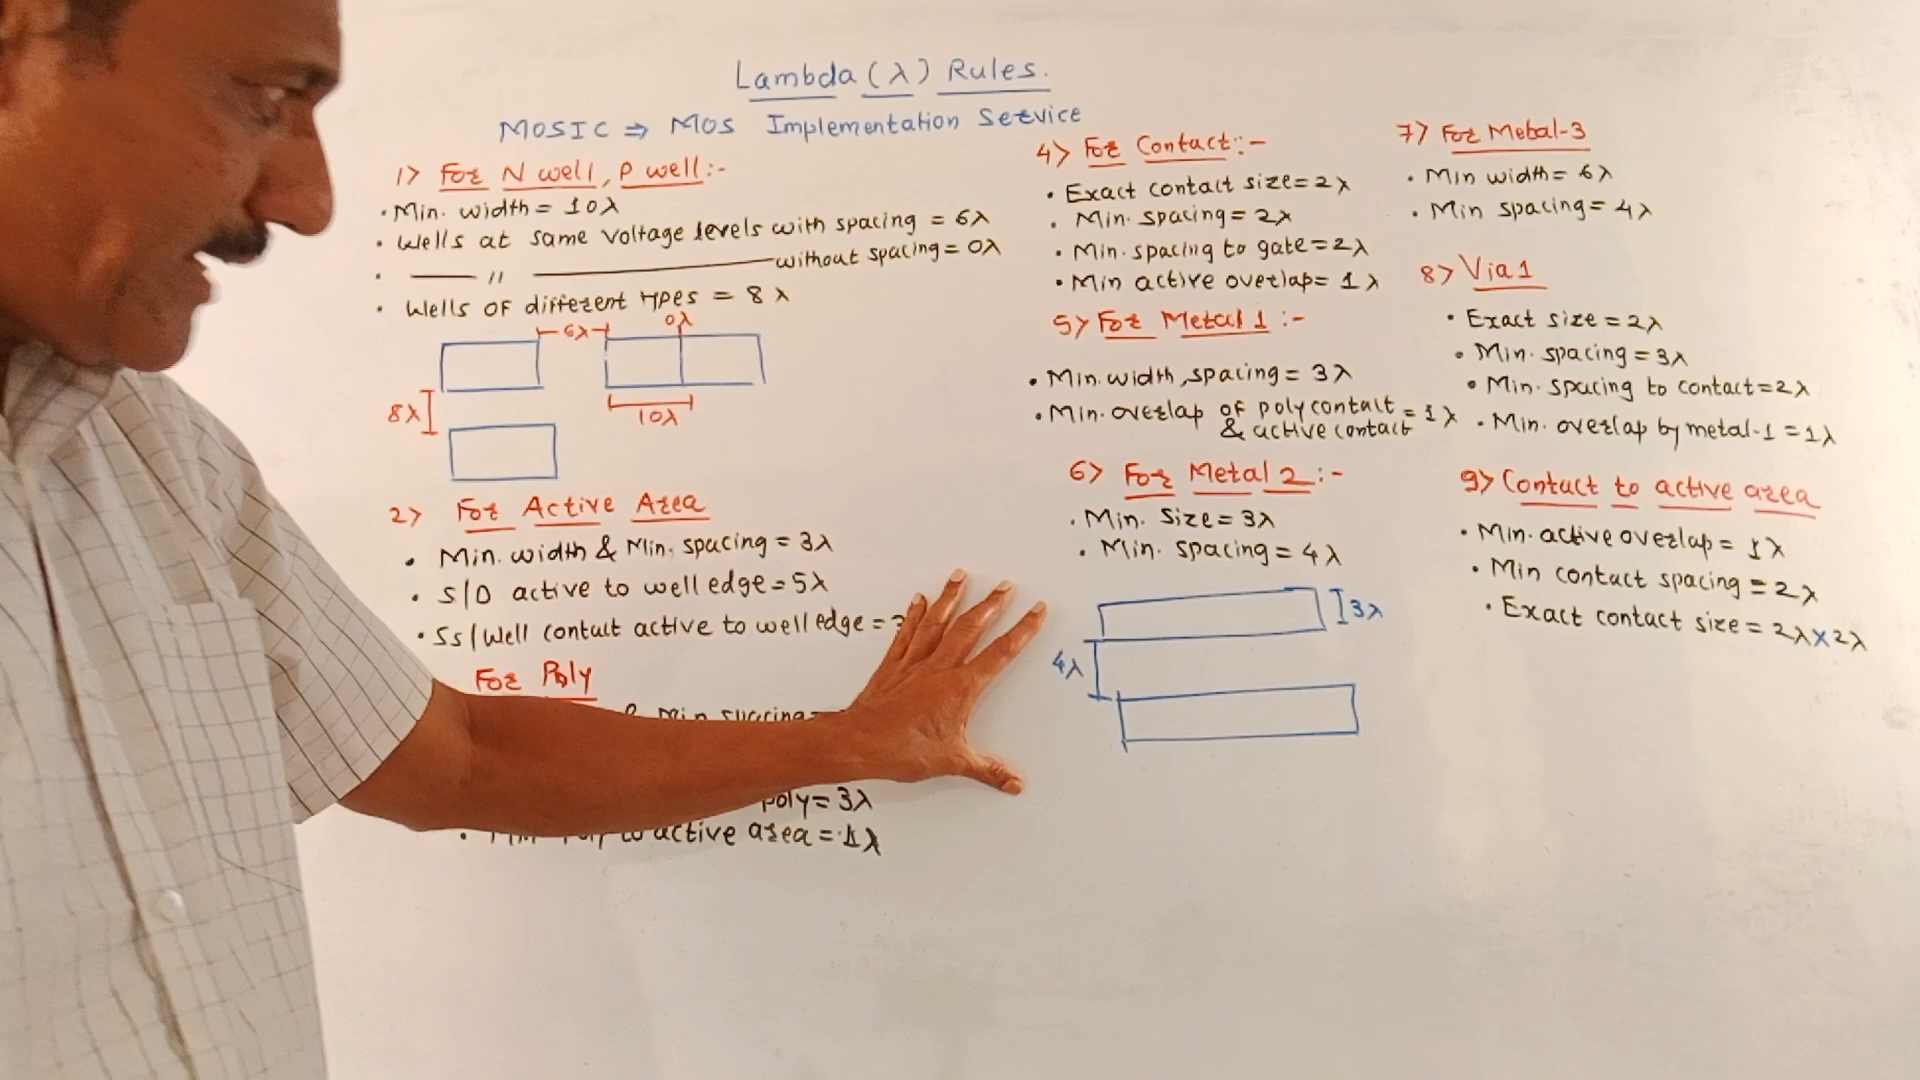 Lambda (λ) Rules.
MOSIC ⇒ MOS Implementation Service
1> For N well, P well:-
• Min. width = 10λ
• Wells at same voltage levels with spacing = 6λ
• —— 〃 —————— without spacing = 0λ
• Wells of different types = 8λ
6λ
0λ
8λ
10λ
2> For Active Area
• Min. width & Min. spacing = 3λ
• S/D active to well edge = 5λ
• Ss/Well contact active to well edge =
For Poly
& Min spacing =
poly = 3λ
• Min poly to active area = 1λ
4> For Contact:-
• Exact contact size = 2λ
• Min. spacing = 2λ
• Min. spacing to gate = 2λ
• Min active overlap = 1λ
5> For Metal 1:-
• Min. width, spacing = 3λ
• Min. overlap of poly contact = 1λ
& active contact
6> For Metal 2:-
• Min. Size = 3λ
• Min. spacing = 4λ
3λ
4λ
7> For Metal-3
• Min width = 6λ
• Min spacing = 4λ
8> Via 1
• Exact size = 2λ
• Min. spacing = 3λ
• Min. spacing to contact = 2λ
• Min. overlap by metal-1 = 1λ
9> Contact to active area
• Min. active overlap = 1λ
• Min contact spacing = 2λ
• Exact contact size = 2λ×2λ